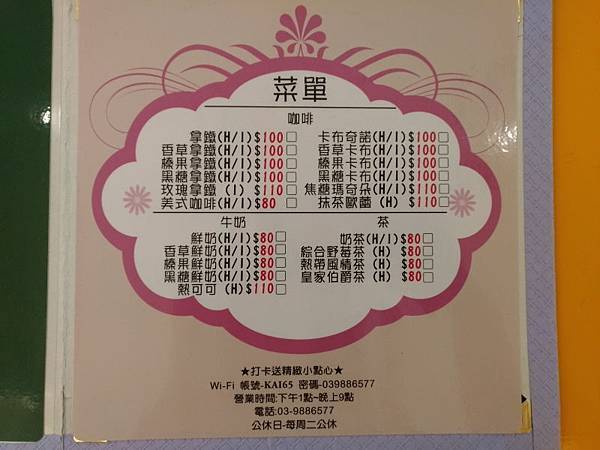 菜單
咖啡
拿鐵(H/I)$100□
香草拿鐵(H/I)$100□
榛果拿鐵(H/I)$100□
黑糖拿鐵(H/I)$100□
玫瑰拿鐵 (I) $110□
美式咖啡(H/I)$80 □
卡布奇諾(H/I)$100□
香草卡布(H/I)$100□
榛果卡布(H/I)$100□
黑糖卡布(H/I)$100□
焦糖瑪奇朵(H/I)$110□
抹茶歐蕾 (H) $110□
牛奶
鮮奶(H/I)$80□
香草鮮奶(H/I)$80□
榛果鮮奶(H/I)$80□
黑糖鮮奶(H/I)$80□
熱可可 (H)$110□
茶
奶茶(H/I)$80□
綜合野莓茶 (H) $80□
熱帶風情茶 (H) $80□
皇家伯爵茶 (H) $80□
★打卡送精緻小點心★
Wi-Fi 帳號-KAI65 密碼-039886577
營業時間:下午1點~晚上9點
電話:03-9886577
公休日-每周二公休